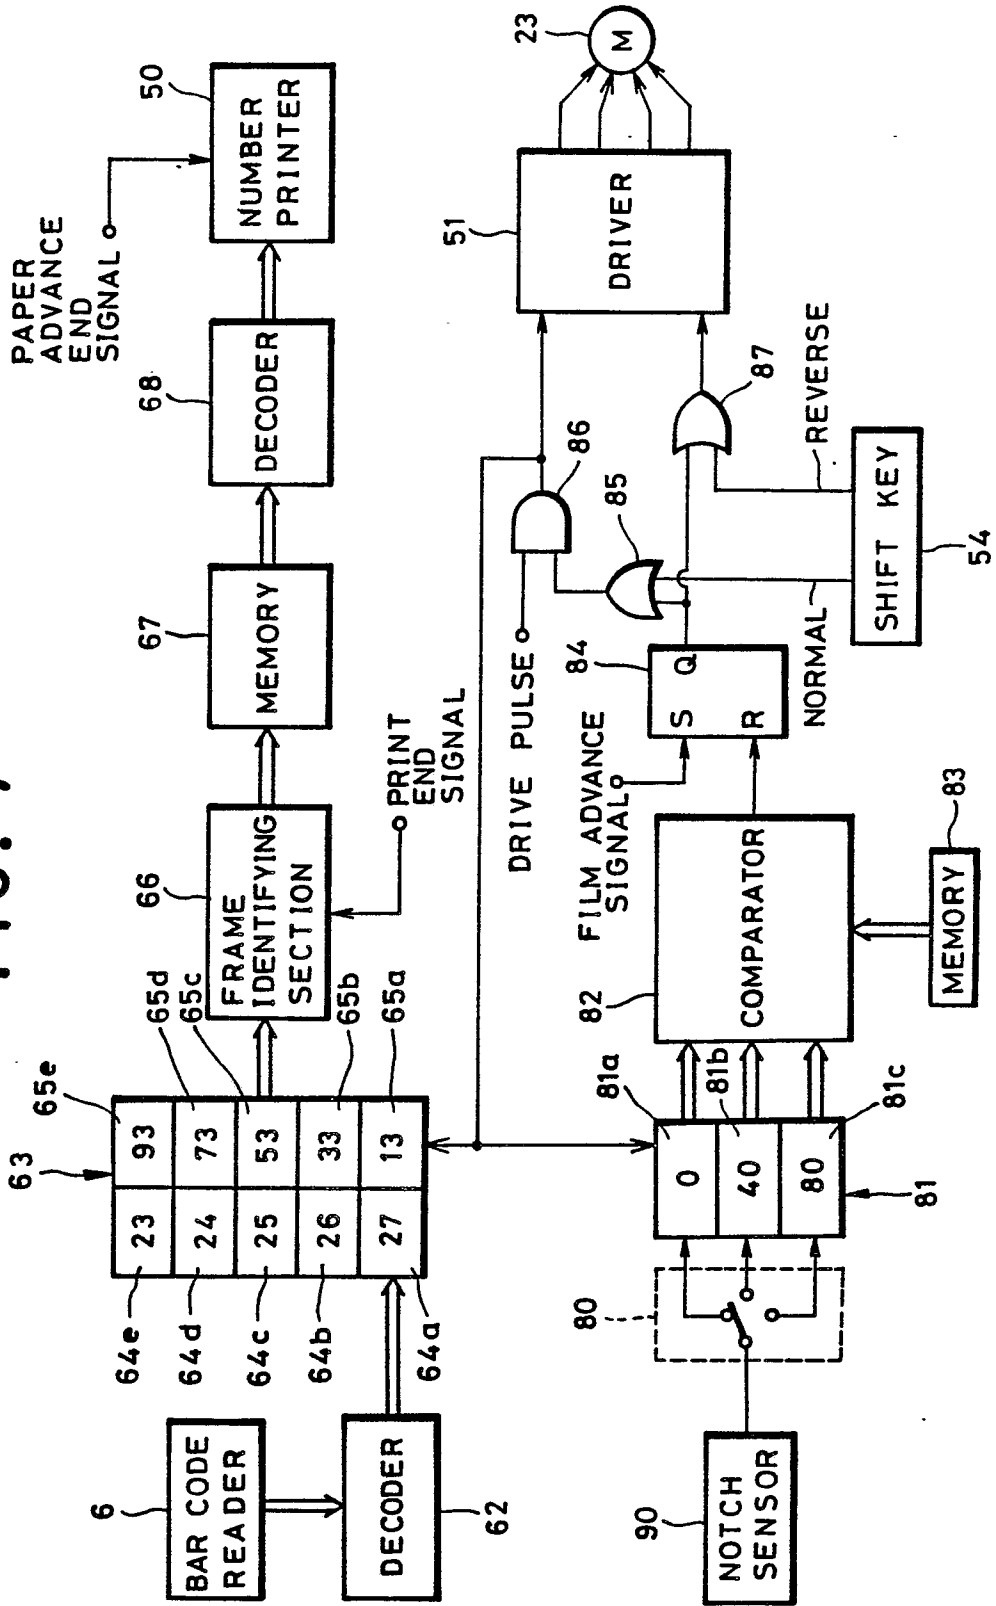 PAPER
ADVANCE
END
SIGNAL
50
NUMBER
PRINTER
68
DECODER
67
MEMORY
66
FRAME
IDENTIFYING
SECTION
PRINT
END
SIGNAL
63
65e
65d
65c
65b
65a
23 93
24 73
25 53
26 33
27 13
64e
64d
64c
64b
64a
6
BAR CODE
READER
DECODER
62
23
M
51
DRIVER
86
85
87
DRIVE PULSE
84
S Q
R
FILM ADVANCE
SIGNAL
NORMAL
REVERSE
SHIFT KEY
54
82
COMPARATOR
83
MEMORY
81a
81b
81c
0
40
80
81
80
90
NOTCH
SENSOR